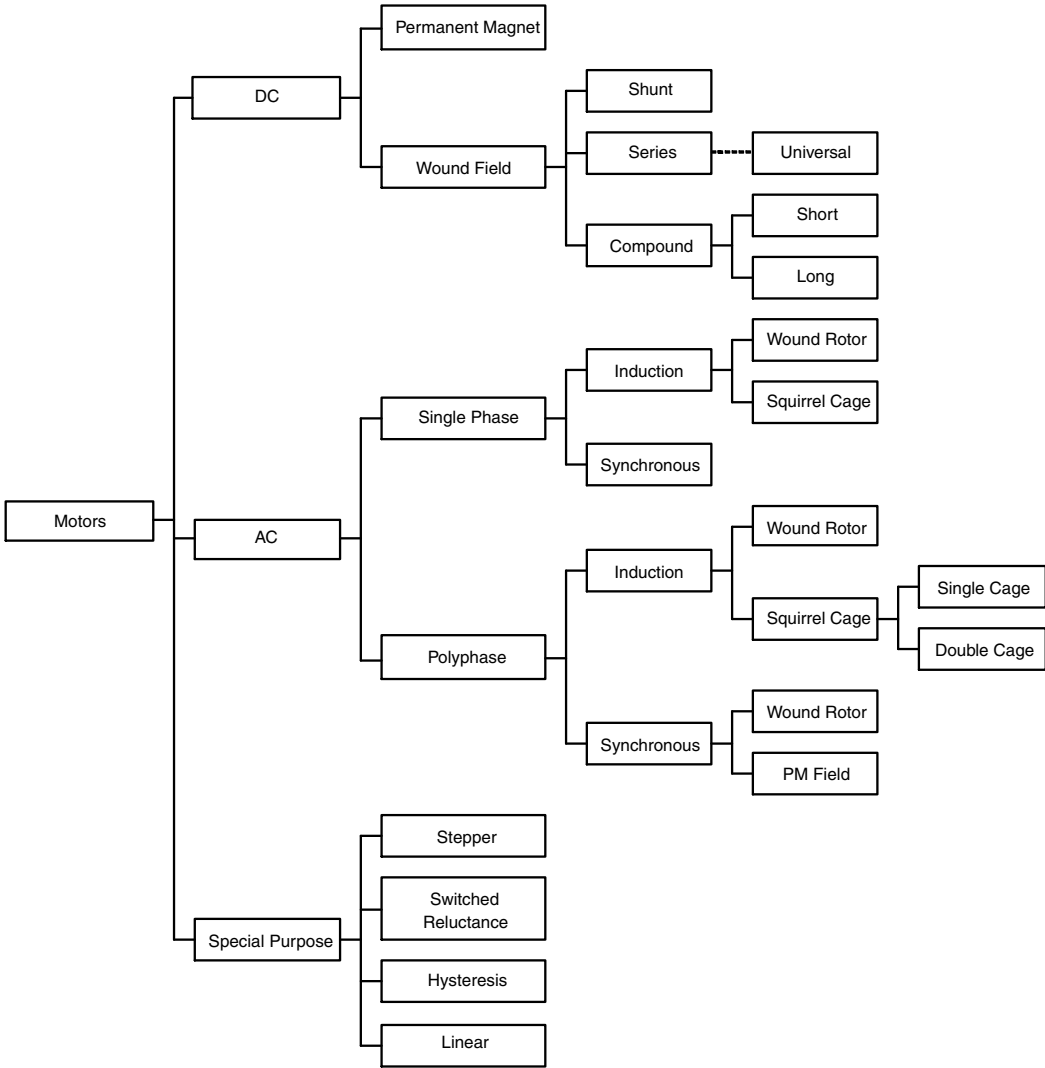 Permanent Magnet
DC
Shunt
Wound Field
Series
Universal
Compound
Short
Long
Motors
AC
Single Phase
Induction
Wound Rotor
Squirrel Cage
Synchronous
Polyphase
Induction
Wound Rotor
Squirrel Cage
Single Cage
Double Cage
Synchronous
Wound Rotor
PM Field
Special Purpose
Stepper
Switched
Reluctance
Hysteresis
Linear